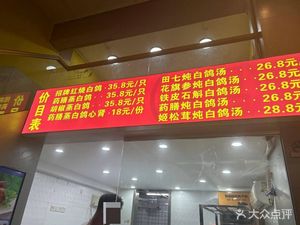 价目表
招牌红烧白鸽·35.8元/只
药膳蒸白鸽··35.8元/只
胡椒蒸白鸽··35.8元/只
药膳蒸白鸽心肾·18元/份
田七炖白鸽汤···26.8元
花旗参炖白鸽汤··26.8元
铁皮石斛白鸽汤··26.8元
药膳炖白鸽汤···26.8元
姬松茸炖白鸽汤··28.8元
大众点评